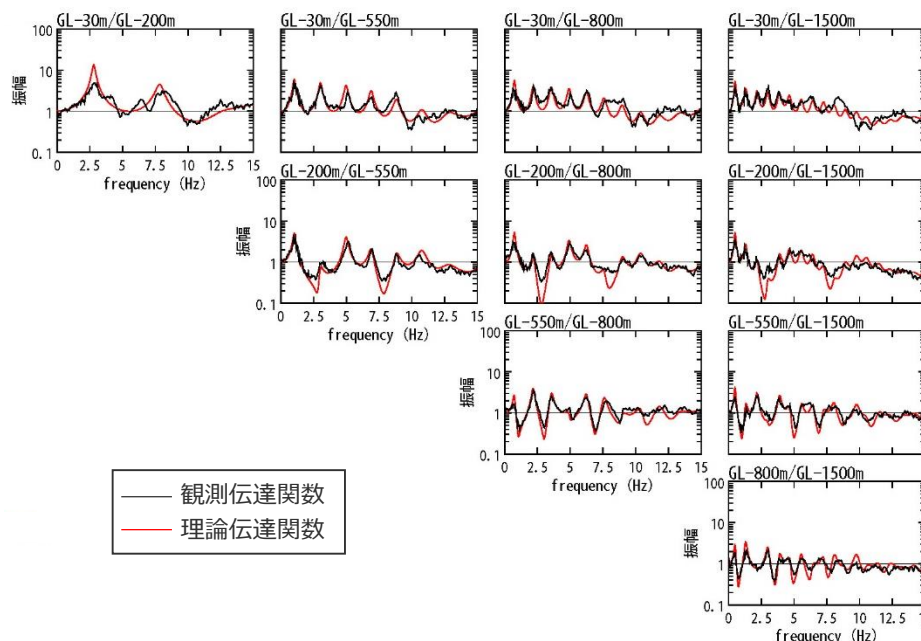 GL-30m/GL-200m
GL-30m/GL-550m
GL-30m/GL-800m
GL-30m/GL-1500m
100
10
1
0.1
振幅
0 2.5 5 7.5 10 12.5 15
frequency (Hz)
GL-200m/GL-550m
GL-200m/GL-800m
GL-200m/GL-1500m
100
10
1
0.1
振幅
0 2.5 5 7.5 10 12.5 15
frequency (Hz)
GL-550m/GL-800m
GL-550m/GL-1500m
100
10
1
0.1
振幅
0 2.5 5 7.5 10 12.5 15
frequency (Hz)
観測伝達関数
理論伝達関数
GL-800m/GL-1500m
100
10
1
0.1
振幅
0 2.5 5 7.5 10 12.5
frequency (Hz)